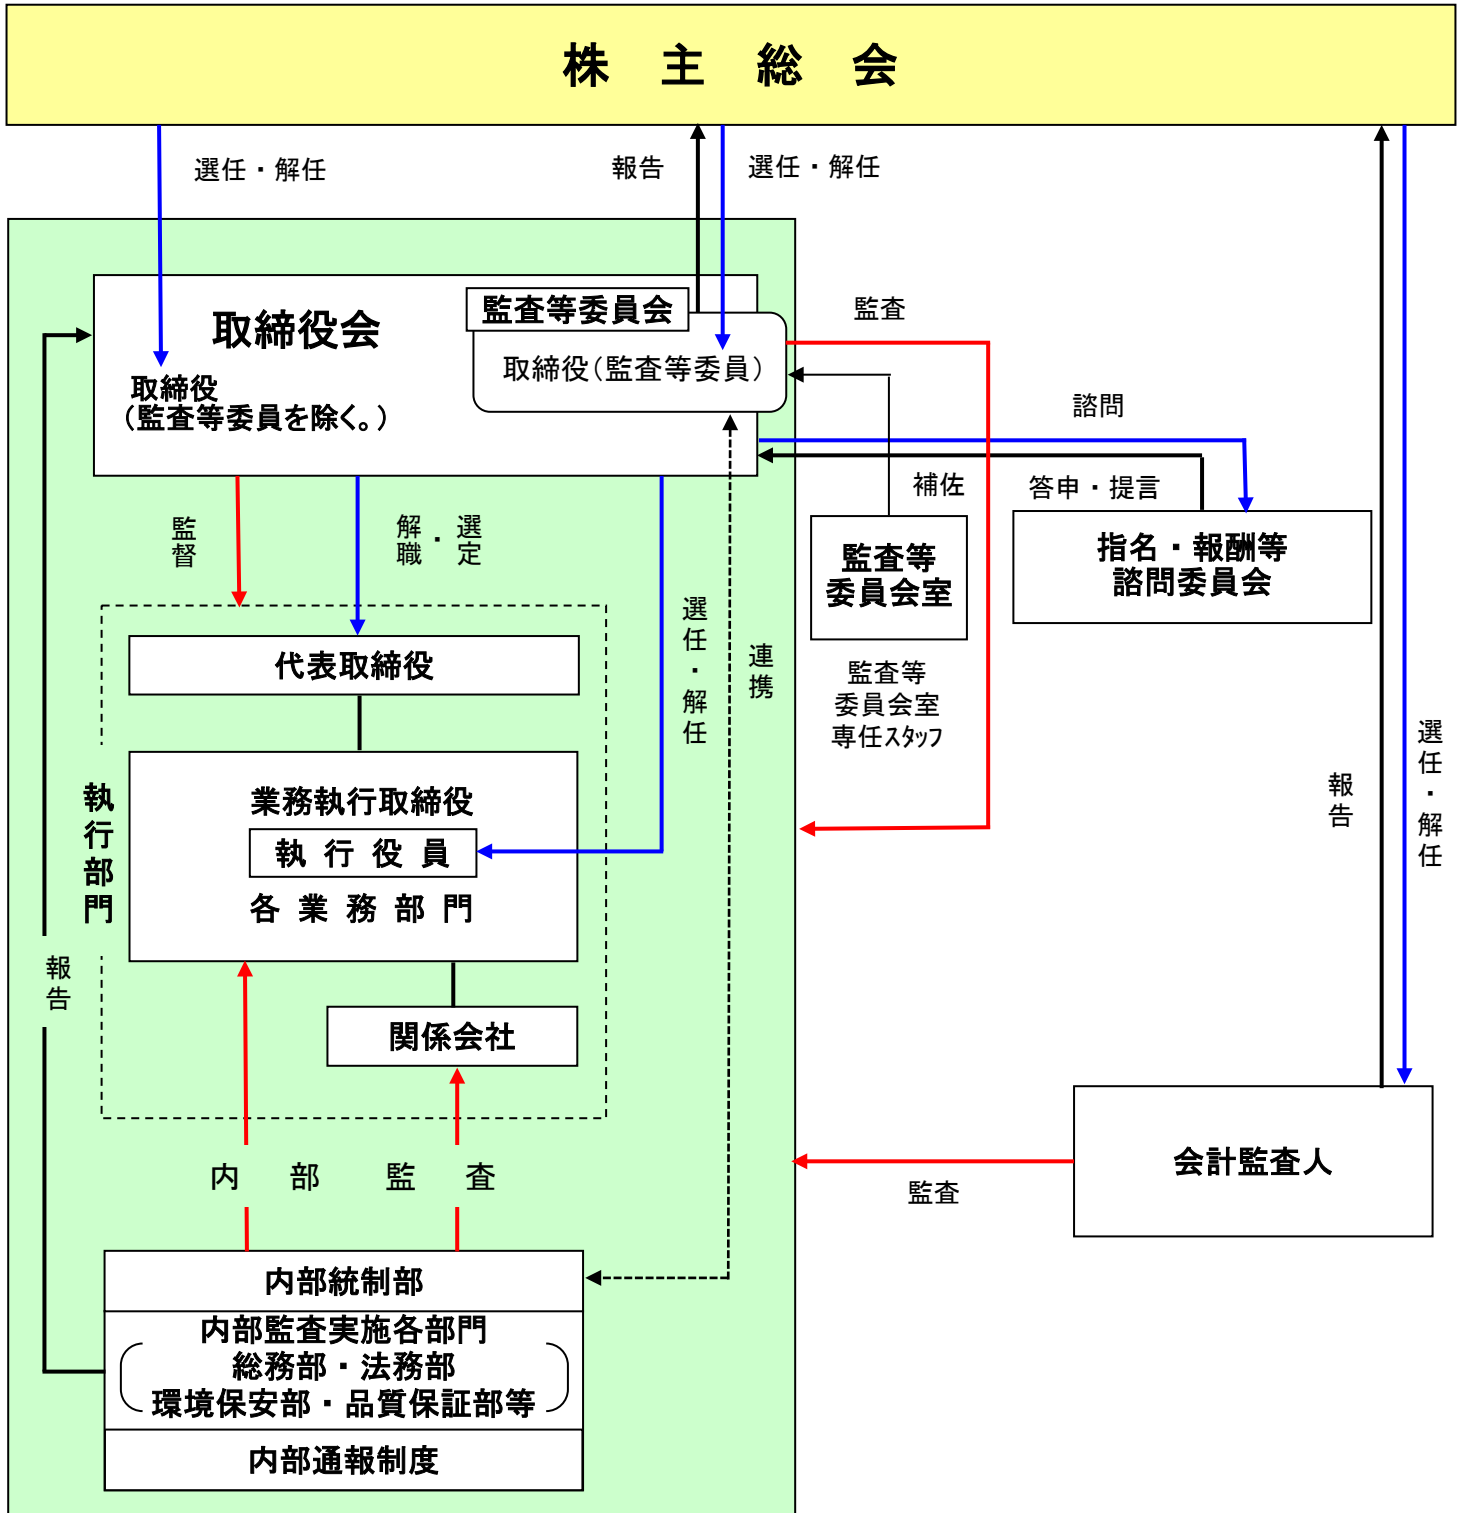 株 主 総 会
選任・解任
報告
選任・解任
取締役会
監査等委員会
取締役（監査等委員）
取締役
（監査等委員を除く。）
監査
諮問
補佐
答申・提言
監督
解職・選定
監査等
委員会室
指名・報酬等
諮問委員会
選任・解任
連携
監査等
委員会室
専任ｽﾀｯﾌ
代表取締役
執行部門
業務執行取締役
執 行 役 員
各 業 務 部 門
報告
選任・解任
報告
関係会社
会計監査人
監査
内 部 監 査
内部統制部
内部監査実施各部門
総務部・法務部
環境保安部・品質保証部等
内部通報制度